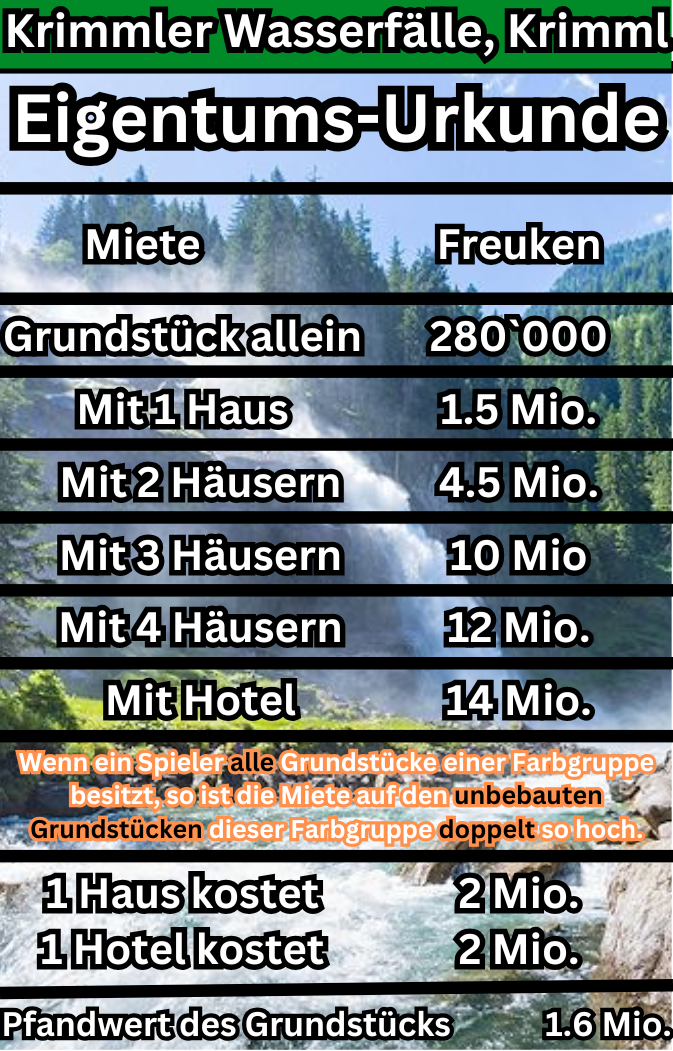 Krimmler Wasserfälle, Krimml,
Eigentums-Urkunde
Miete Freuken
Grundstück allein 280`000
Mit 1 Haus 1.5 Mio.
Mit 2 Häusern 4.5 Mio.
Mit 3 Häusern 10 Mio
Mit 4 Häusern 12 Mio.
Mit Hotel 14 Mio.
Wenn ein Spieler alle Grundstücke einer Farbgruppe
besitzt, so ist die Miete auf den unbebauten
Grundstücken dieser Farbgruppe doppelt so hoch.
1 Haus kostet 2 Mio.
1 Hotel kostet 2 Mio.
Pfandwert des Grundstücks 1.6 Mio.